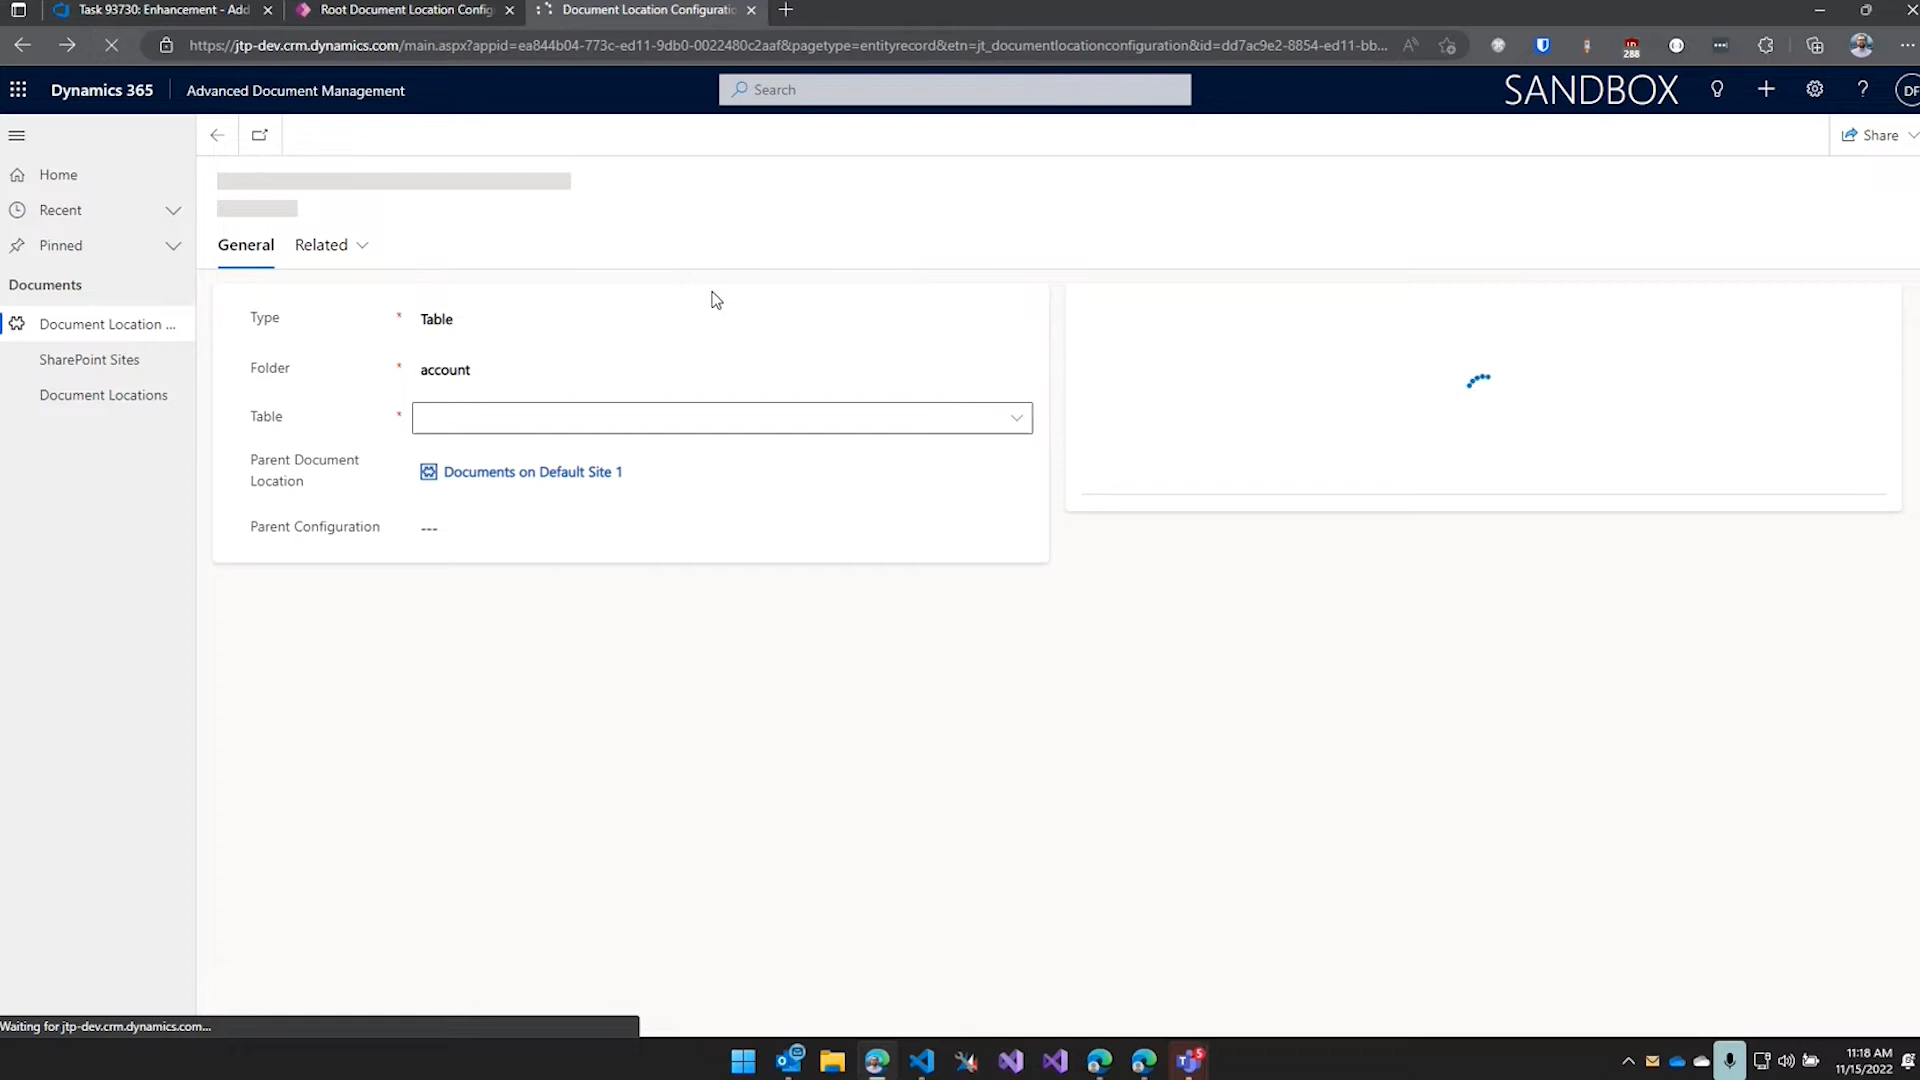 Task 93730: Enhancement - Add
Root Document Location Config
Document Location Configuratio
https://jtp-dev.crm.dynamics.com/main.aspx?appid=ea844b04-773c-ed11-9db0-0022480c2aaf&pagetype=entityrecord&etn=jt_documentlocationconfiguration&id=dd7ac9e2-8854-ed11-bb...
288
Dynamics 365
Advanced Document Management
Search
SANDBOX
DF
Share
Home
Recent
Pinned
Documents
Document Location ...
SharePoint Sites
Document Locations
General
Related
Type
*
Table
Folder
*
account
Table
*
Parent Document
Location
Documents on Default Site 1
Parent Configuration
---
Waiting for jtp-dev.crm.dynamics.com...
5
11:18 AM
11/15/2022